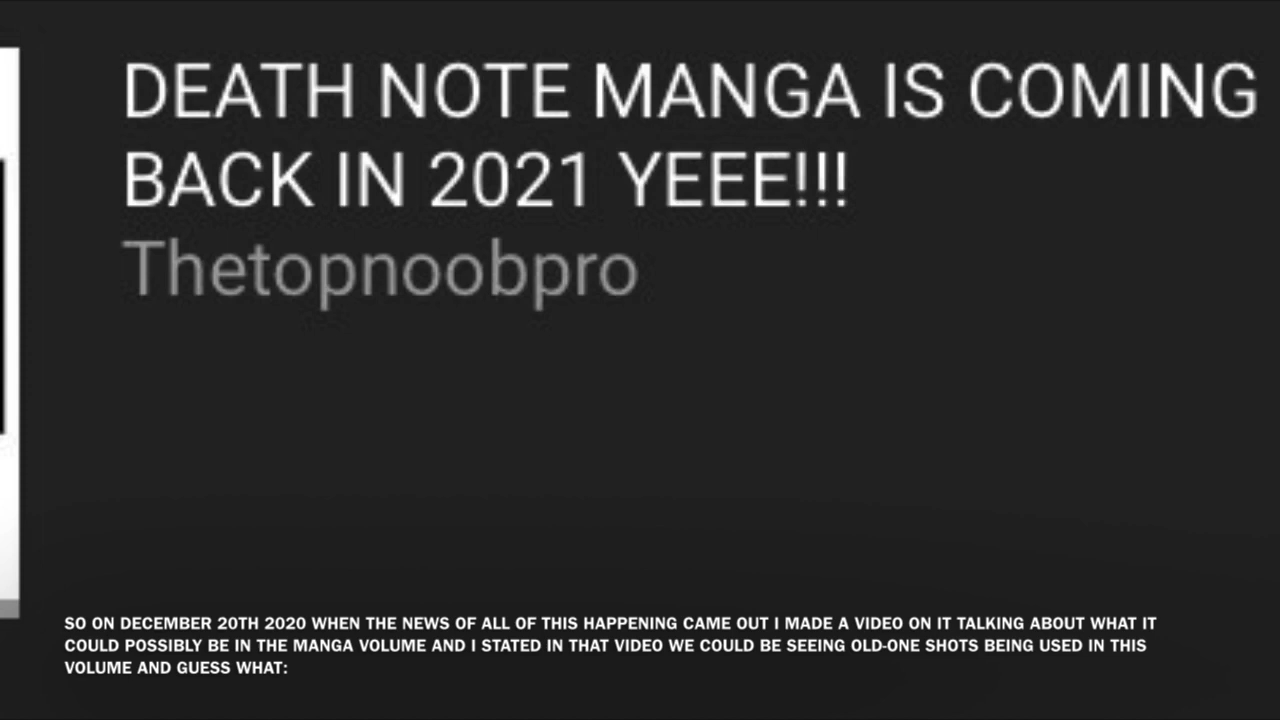 DEATH NOTE MANGA IS COMING
BACK IN 2021 YEEE!!!
Thetopnoobpro
SO ON DECEMBER 20TH 2020 WHEN THE NEWS OF ALL OF THIS HAPPENING CAME OUT I MADE A VIDEO ON IT TALKING ABOUT WHAT IT
COULD POSSIBLY BE IN THE MANGA VOLUME AND I STATED IN THAT VIDEO WE COULD BE SEEING OLD-ONE SHOTS BEING USED IN THIS
VOLUME AND GUESS WHAT: